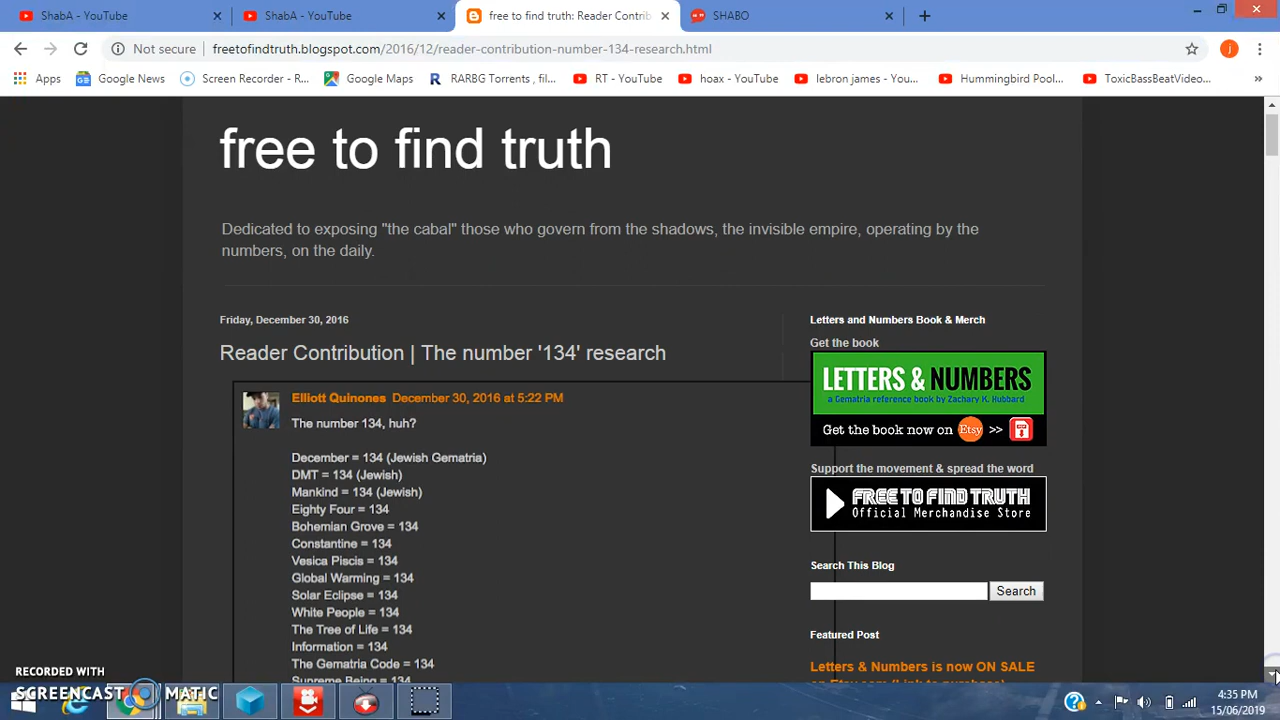 ShabA - YouTube
ShabA - YouTube
free to find truth: Reader Contrib
SHABO
Not secure
freetofindtruth.blogspot.com/2016/12/reader-contribution-number-134-research.html
j
Apps
Google News
Screen Recorder - R...
Google Maps
R RARBG Torrents , fil...
RT - YouTube
hoax - YouTube
lebron james - You...
Hummingbird Pool...
ToxicBassBeatVideo...
free to find truth
Dedicated to exposing "the cabal" those who govern from the shadows, the invisible empire, operating by the
numbers, on the daily.
Friday, December 30, 2016
Reader Contribution | The number '134' research
Elliott Quinones December 30, 2016 at 5:22 PM
The number 134, huh?
December = 134 (Jewish Gematria)
DMT = 134 (Jewish)
Mankind = 134 (Jewish)
Eighty Four = 134
Bohemian Grove = 134
Constantine = 134
Vesica Piscis = 134
Global Warming = 134
Solar Eclipse = 134
White People = 134
The Tree of Life = 134
Information = 134
The Gematria Code = 134
Supreme Being = 134
Letters and Numbers Book & Merch
Get the book
LETTERS & NUMBERS
a Gematria reference book by Zachary K. Hubbard
Get the book now on Etsy >>
Support the movement & spread the word
FREE TO FIND TRUTH
Official Merchandise Store
Search This Blog
Search
Featured Post
Letters & Numbers is now ON SALE
on Etsy.com (Link to purchase)
RECORDED WITH
SCREENCAST MATIC
4:35 PM
15/06/2019